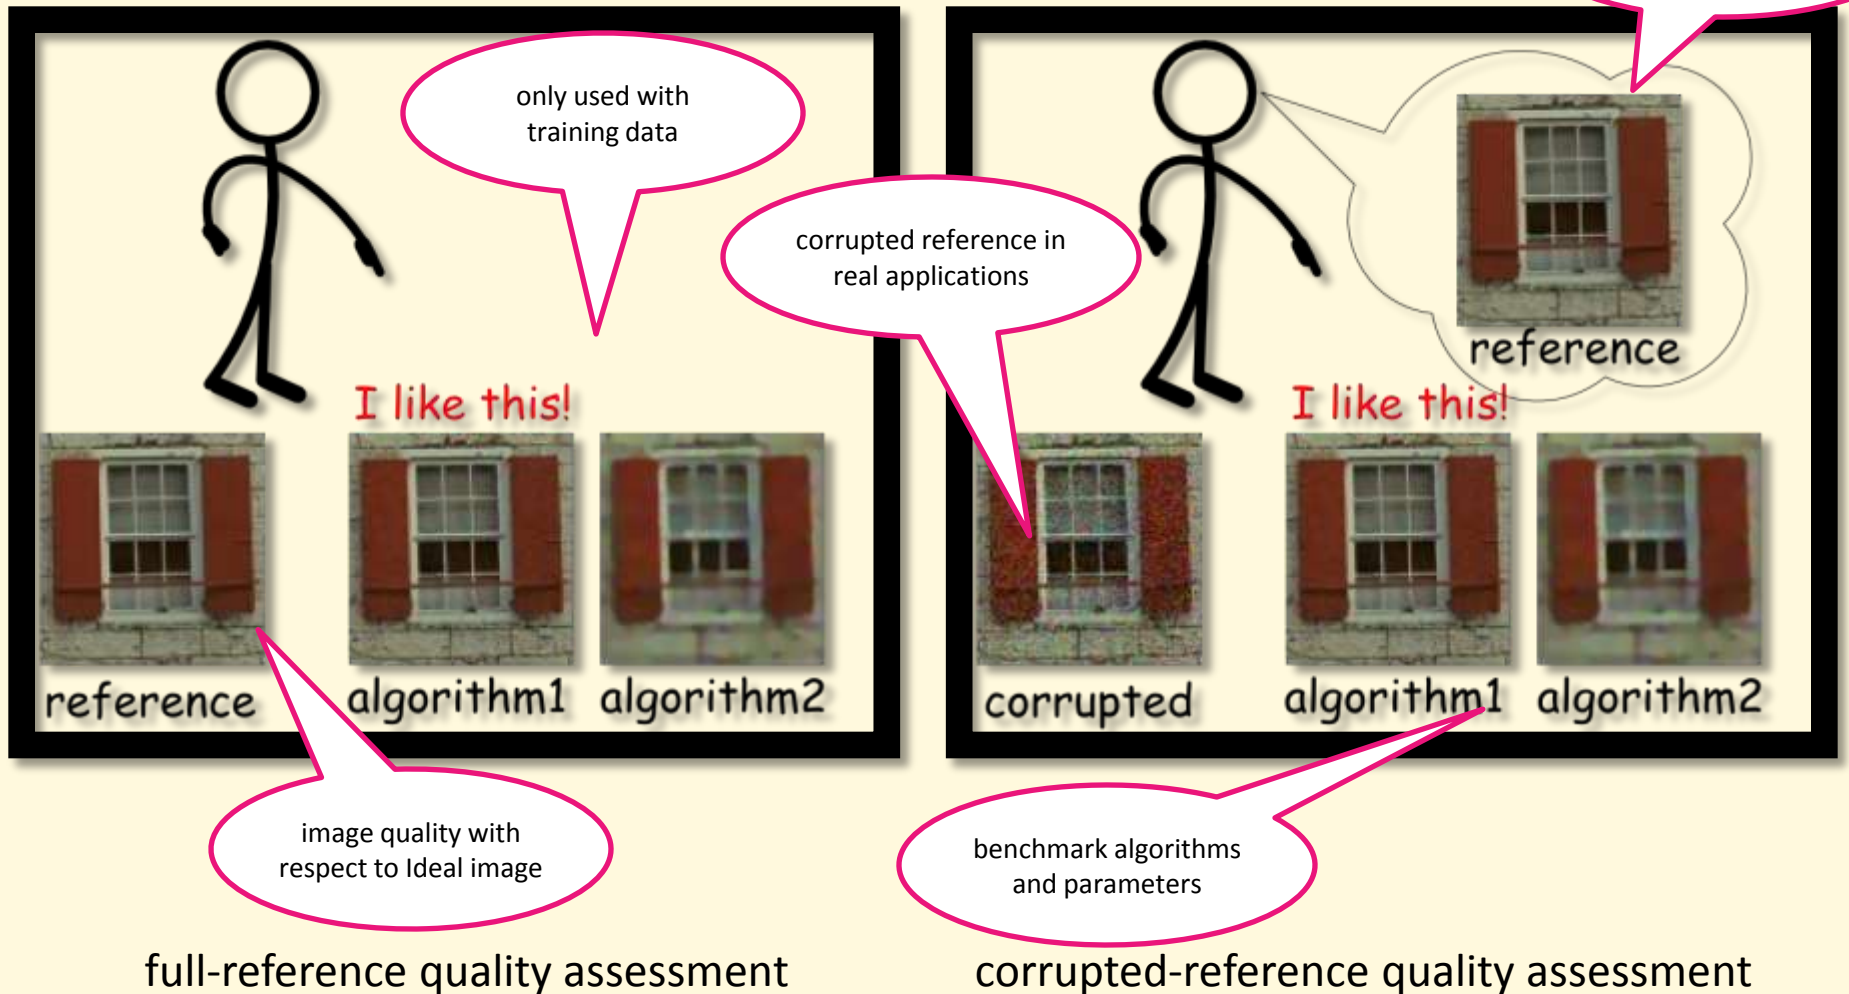 only used with
training data
corrupted reference in
real applications
reference
I like this!
I like this!
reference
algorithm1
algorithm2
corrupted
algorithm1
algorithm2
image quality with
respect to Ideal image
benchmark algorithms
and parameters
full-reference quality assessment
corrupted-reference quality assessment